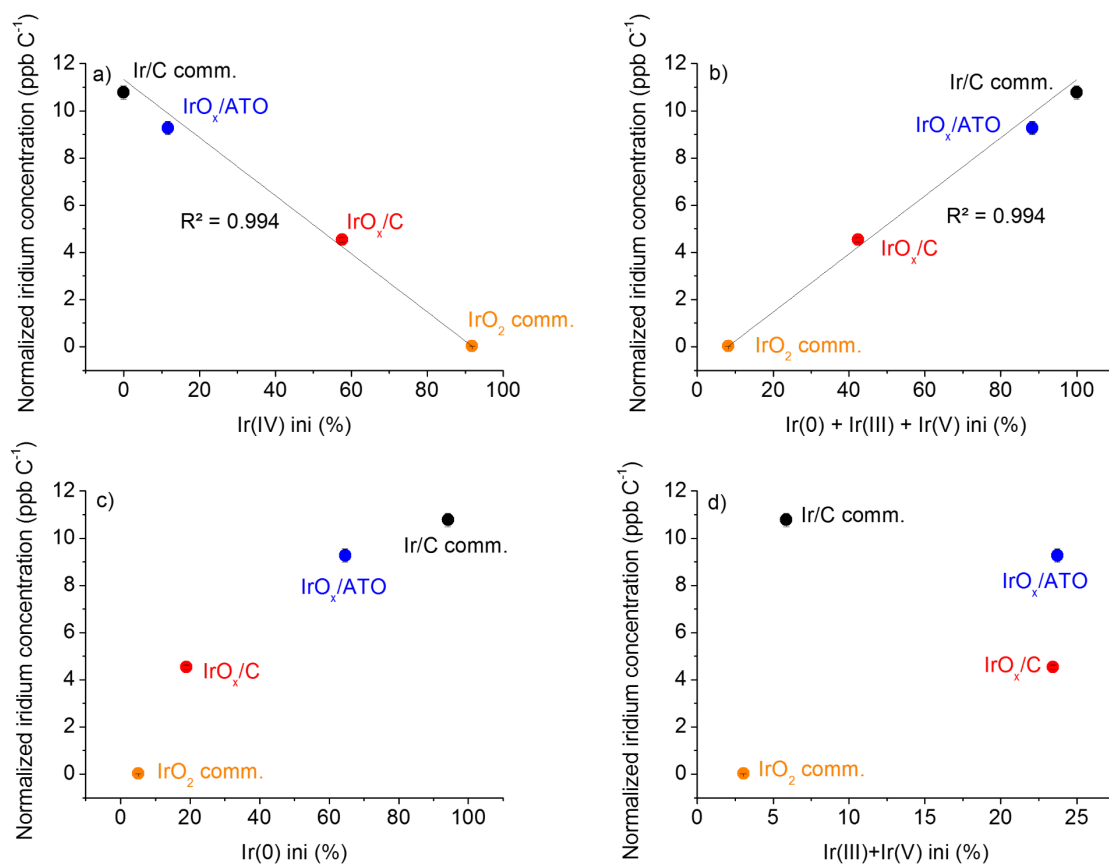 a)
Normalized iridium concentration (ppb C⁻¹)
12
10
8
6
4
2
0
Ir/C comm.
IrOₓ/ATO
R² = 0.994
IrOₓ/C
IrO₂ comm.
0 20 40 60 80 100
Ir(IV) ini (%)
b)
Normalized iridium concentration (ppb C⁻¹)
12
10
8
6
4
2
0
Ir/C comm.
IrOₓ/ATO
R² = 0.994
IrOₓ/C
IrO₂ comm.
0 20 40 60 80 100
Ir(0) + Ir(III) + Ir(V) ini (%)
c)
Normalized iridium concentration (ppb C⁻¹)
12
10
8
6
4
2
0
Ir/C comm.
IrOₓ/ATO
IrOₓ/C
IrO₂ comm.
0 20 40 60 80 100
Ir(0) ini (%)
d)
Normalized iridium concentration (ppb C⁻¹)
12
10
8
6
4
2
0
Ir/C comm.
IrOₓ/ATO
IrOₓ/C
IrO₂ comm.
0 5 10 15 20 25
Ir(III)+Ir(V) ini (%)